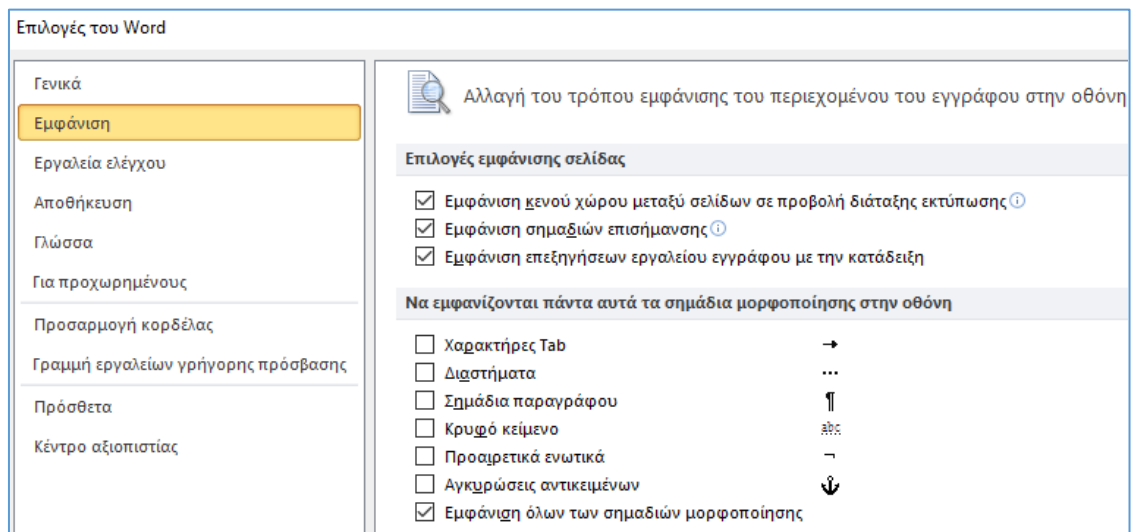 Επιλογές του Word
Γενικά
Εμφάνιση
Εργαλεία ελέγχου
Αποθήκευση
Γλώσσα
Για προχωρημένους
Προσαρμογή κορδέλας
Γραμμή εργαλείων γρήγορης πρόσβασης
Πρόσθετα
Κέντρο αξιοπιστίας
Αλλαγή του τρόπου εμφάνισης του περιεχομένου του εγγράφου στην οθόνη
Επιλογές εμφάνισης σελίδας
Εμφάνιση κενού χώρου μεταξύ σελίδων σε προβολή διάταξης εκτύπωσης
Εμφάνιση σημαδιών επισήμανσης
Εμφάνιση επεξηγήσεων εργαλείου εγγράφου με την κατάδειξη
Να εμφανίζονται πάντα αυτά τα σημάδια μορφοποίησης στην οθόνη
Χαρακτήρες Tab →
Διαστήματα ···
Σημάδια παραγράφου ¶
Κρυφό κείμενο abc
Προαιρετικά ενωτικά ¬
Αγκυρώσεις αντικειμένων
Εμφάνιση όλων των σημαδιών μορφοποίησης